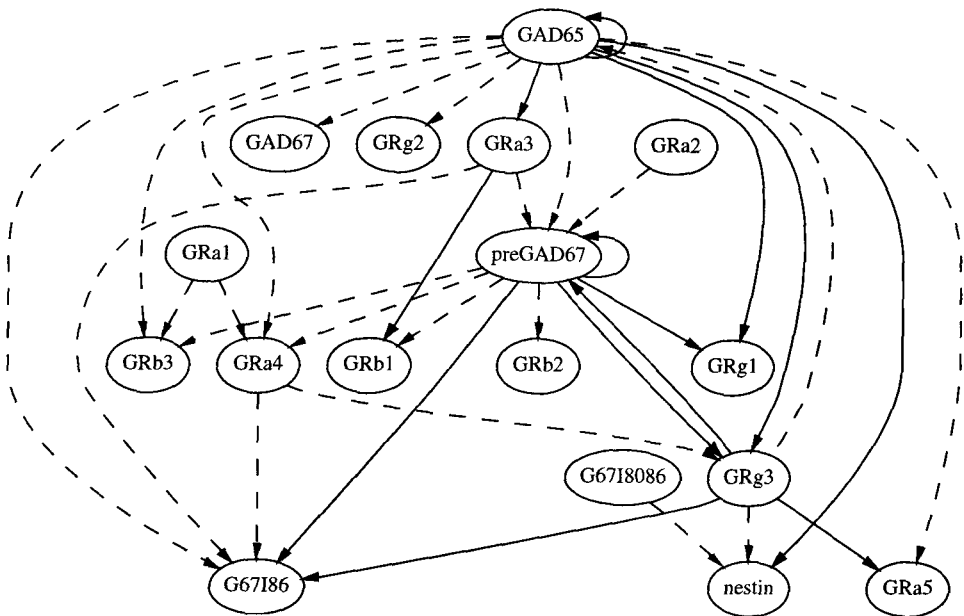 GAD65
GAD67
GRg2
GRa3
GRa2
GRa1
preGAD67
GRb3
GRa4
GRb1
GRb2
GRg1
G67I8086
GRg3
G67I86
nestin
GRa5